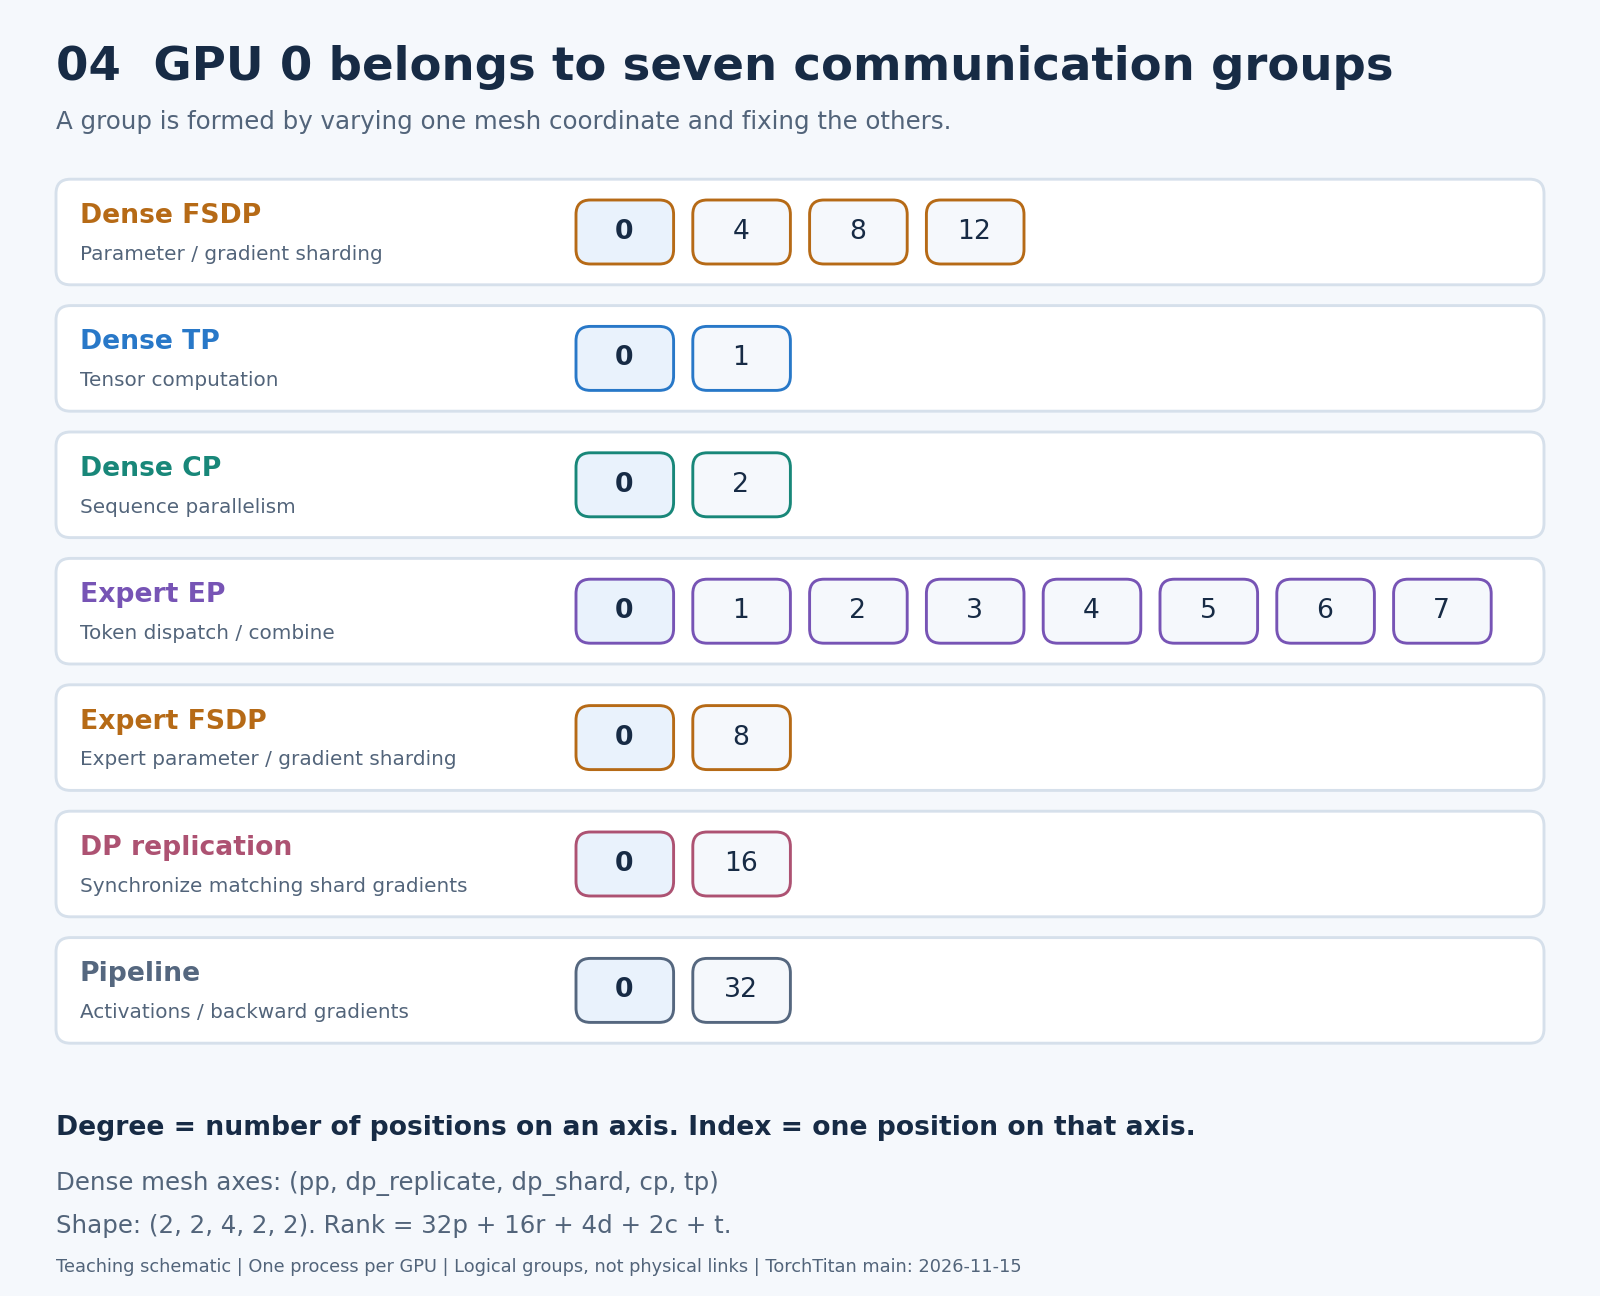 04 GPU 0 belongs to seven communication groups
A group is formed by varying one mesh coordinate and fixing the others.
Dense FSDP
Parameter / gradient sharding
0 4 8 12
Dense TP
Tensor computation
0 1
Dense CP
Sequence parallelism
0 2
Expert EP
Token dispatch / combine
0 1 2 3 4 5 6 7
Expert FSDP
Expert parameter / gradient sharding
0 8
DP replication
Synchronize matching shard gradients
0 16
Pipeline
Activations / backward gradients
0 32
Degree = number of positions on an axis. Index = one position on that axis.
Dense mesh axes: (pp, dp_replicate, dp_shard, cp, tp)
Shape: (2, 2, 4, 2, 2). Rank = 32p + 16r + 4d + 2c + t.
Teaching schematic | One process per GPU | Logical groups, not physical links | TorchTitan main: 2026-11-15